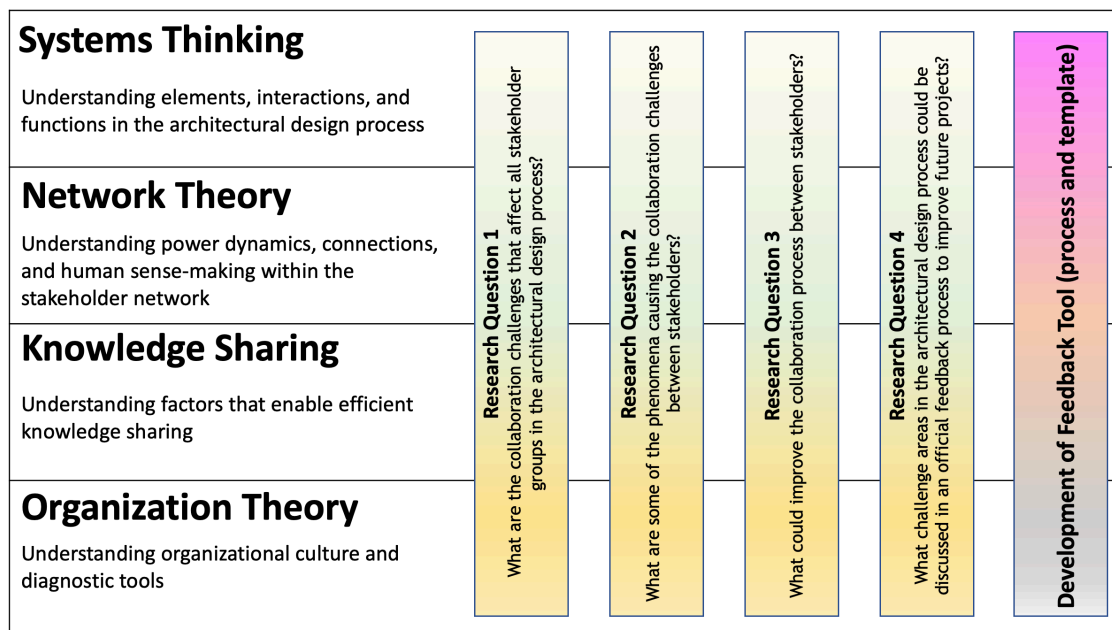 Systems Thinking
Understanding elements, interactions, and
functions in the architectural design process
Network Theory
Understanding power dynamics, connections,
and human sense-making within the
stakeholder network
Knowledge Sharing
Understanding factors that enable efficient
knowledge sharing
Organization Theory
Understanding organizational culture and
diagnostic tools
Research Question 1
What are the collaboration challenges that affect all stakeholder
groups in the architectural design process?
Research Question 2
What are some of the phenomena causing the collaboration challenges
between stakeholders?
Research Question 3
What could improve the collaboration process between stakeholders?
Research Question 4
What challenge areas in the architectural design process could be
discussed in an official feedback process to improve future projects?
Development of Feedback Tool (process and template)